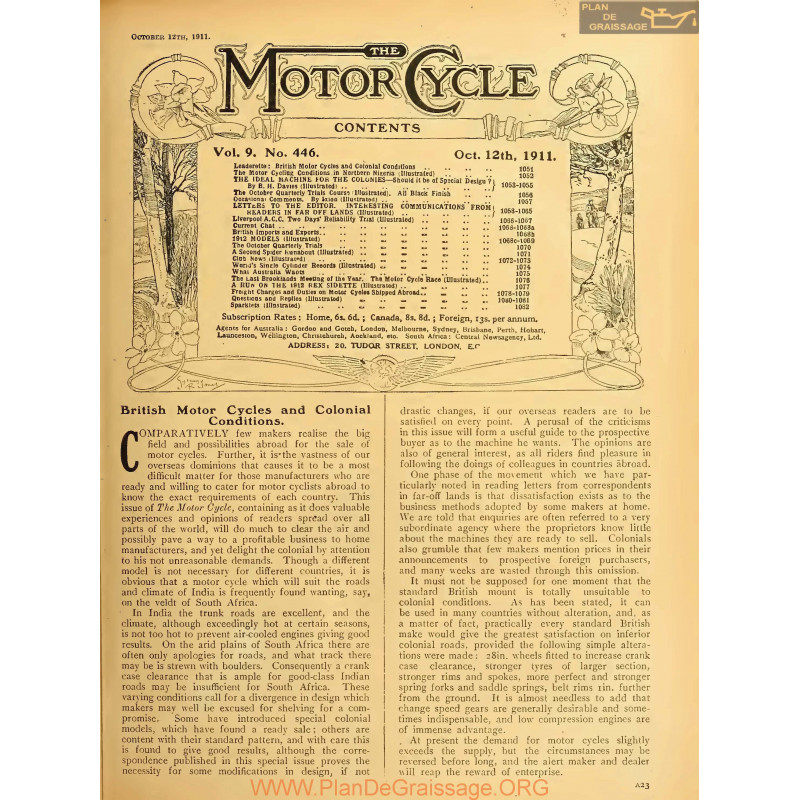 PLAN
DE
GRAISSAGE
OCTOBER 12TH, 1911.
THE
MOTOR CYCLE
CONTENTS
Vol. 9. No. 446. Oct. 12th, 1911.
Leaderette: British Motor Cycles and Colonial Conditions .. .. .. 1051
The Motor Cycling Conditions in Northern Nigeria (Illustrated) .. .. .. 1052
THE IDEAL MACHINE FOR THE COLONIES—Should it be of Special Design?
By B. H. Davies (Illustrated) .. .. .. 1053-1055
The October Quarterly Trials Course (Illustrated). All Black Finish 1056
Occasional Comments. By Ixion (Illustrated) .. .. .. 1057
LETTERS TO THE EDITOR. INTERESTING COMMUNICATIONS FROM
READERS IN FAR OFF LANDS (Illustrated) .. .. .. 1058-1065
Liverpool A.C.C. Two Days' Reliability Trial (Illustrated) .. .. 1066-1067
Current Chat .. .. .. 1068-1068a
British Imports and Exports .. .. .. 1068b
1912 MODELS (Illustrated) .. .. .. 1068c-1069
The October Quarterly Trials .. .. .. 1070
A Second Spider Runabout (Illustrated) .. .. .. 1071
Club News (Illustrated) .. .. .. 1072-1073
World's Single Cylinder Records (Illustrated) .. .. .. 1074
What Australia Wants .. .. .. 1075
The Last Brooklands Meeting of the Year. The Motor Cycle Race (Illustrated) .. 1076
A RUN ON THE 1912 REX SIDETTE (Illustrated) .. .. .. 1077
Freight Charges and Duties on Motor Cycles Shipped Abroad .. .. 1078-1079
Questions and Replies (Illustrated) .. .. .. 1080-1081
Sparklets (Illustrated) .. .. .. 1082
Subscription Rates: Home, 6s. 6d.; Canada, 8s. 8d.; Foreign, 13s. per annum.
Agents for Australia: Gordon and Gotch, London, Melbourne, Sydney, Brisbane, Perth, Hobart,
Launceston, Wellington, Christchurch, Auckland, etc. South Africa: Central Newsagency, Ltd.
ADDRESS: 20, TUDOR STREET, LONDON, E.C
British Motor Cycles and Colonial
Conditions.
COMPARATIVELY few makers realise the big
field and possibilities abroad for the sale of
motor cycles. Further, it is the vastness of our
overseas dominions that causes it to be a most
difficult matter for those manufacturers who are
ready and willing to cater for motor cyclists abroad to
know the exact requirements of each country. This
issue of The Motor Cycle, containing as it does valuable
experiences and opinions of readers spread over all
parts of the world, will do much to clear the air and
possibly pave a way to a profitable business to home
manufacturers, and yet delight the colonial by attention
to his not unreasonable demands. Though a different
model is not necessary for different countries, it is
obvious that a motor cycle which will suit the roads
and climate of India is frequently found wanting, say,
on the veldt of South Africa.
In India the trunk roads are excellent, and the
climate, although exceedingly hot at certain seasons,
is not too hot to prevent air-cooled engines giving good
results. On the arid plains of South Africa there are
often only apologies for roads, and what track there
may be is strewn with boulders. Consequently a crank
case clearance that is ample for good-class Indian
roads may be insufficient for South Africa. These
varying conditions call for a divergence in design which
makers may well be excused for shelving for a com-
promise. Some have introduced special colonial
models, which have found a ready sale; others are
content with their standard pattern, and with care this
is found to give good results, although the corre-
spondence published in this special issue proves the
necessity for some modifications in design, if not
drastic changes, if our overseas readers are to be
satisfied on every point. A perusal of the criticisms
in this issue will form a useful guide to the prospective
buyer as to the machine he wants. The opinions are
also of general interest, as all riders find pleasure in
following the doings of colleagues in countries abroad.
One phase of the movement which we have par-
ticularly noted in reading letters from correspondents
in far-off lands is that dissatisfaction exists as to the
business methods adopted by some makers at home.
We are told that enquiries are often referred to a very
subordinate agency where the proprietors know little
about the machines they are ready to sell. Colonials
also grumble that few makers mention prices in their
announcements to prospective foreign purchasers,
and many weeks are wasted through this omission.
It must not be supposed for one moment that the
standard British mount is totally unsuitable to
colonial conditions. As has been stated, it can
be used in many countries without alteration, and, as
a matter of fact, practically every standard British
make would give the greatest satisfaction on inferior
colonial roads, provided the following simple altera-
tions were made: 28in. wheels fitted to increase crank
case clearance, stronger tyres of larger section,
stronger rims and spokes, more perfect and stronger
spring forks and saddle springs, belt rims 1in. further
from the ground. It is almost needless to add that
change speed gears are generally desirable and some-
times indispensable, and low compression engines are
of immense advantage.
At present the demand for motor cycles slightly
exceeds the supply, but the circumstances may be
reversed before long, and the alert maker and dealer
will reap the reward of enterprise.
A23
www.PlanDeGraissage.ORG